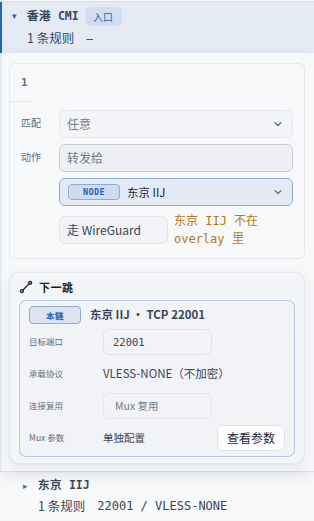 香港 CMI 入口
1 条规则 –
1
匹配 任意
动作 转发给
NODE 东京 IIJ
走 WireGuard 东京 IIJ 不在
overlay 里
下一跳
本链 东京 IIJ • TCP 22001
目标端口 22001
承载协议 VLESS-NONE（不加密）
连接复用 Mux 复用
Mux 参数 单独配置 查看参数
东京 IIJ
1 条规则 22001 / VLESS-NONE